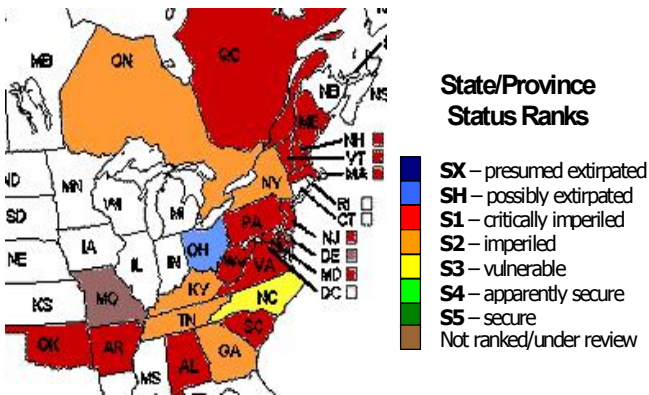 ON
QC
MB
NB
NS
ME
NH
VT
MA
ND
MN
NY
SD
WI
MI
RI
CT
PA
NJ
IA
OH
DE
NE
IL
IN
MD
WV
VA
DC
KS
MO
KY
NC
TN
OK
AR
SC
MS
AL
GA
State/Province
Status Ranks
SX – presumed extirpated
SH – possibly extirpated
S1 – critically imperiled
S2 – imperiled
S3 – vulnerable
S4 – apparently secure
S5 – secure
Not ranked/under review